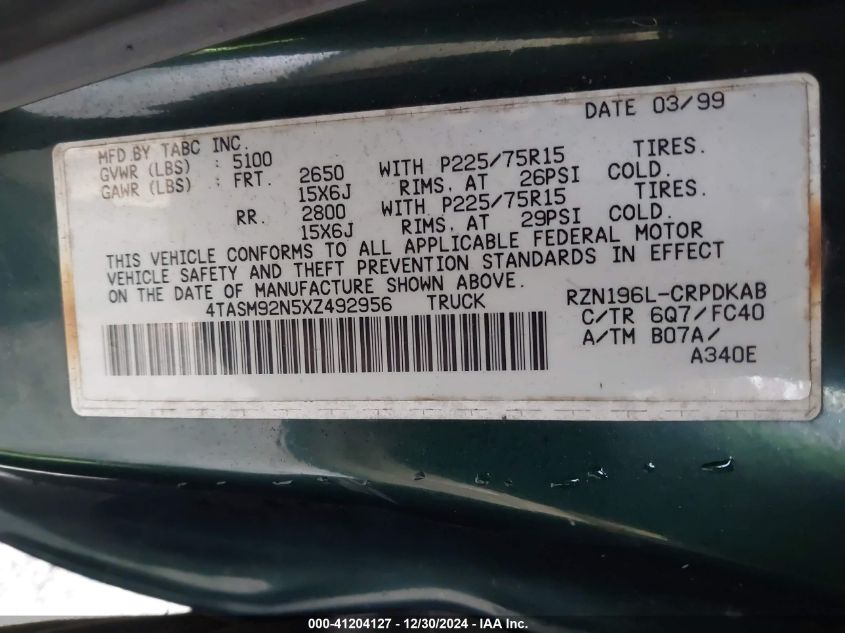 DATE 03/99
MFD.BY TABC INC.
GVWR (LBS) : 5100 WITH P225/75R15 TIRES.
GAWR (LBS) : FRT. 2650 RIMS, AT 26PSI COLD.
15X6J WITH P225/75R15 TIRES.
RR. 2800 RIMS, AT 29PSI COLD.
15X6J
THIS VEHICLE CONFORMS TO ALL APPLICABLE FEDERAL MOTOR
VEHICLE SAFETY AND THEFT PREVENTION STANDARDS IN EFFECT
ON THE DATE OF MANUFACTURE SHOWN ABOVE.
4TASM92N5XZ492956 TRUCK RZN196L-CRPDKAB
C/TR 6Q7/FC40
A/TM B07A/
A340E
000-41204127 - 12/30/2024 - IAA Inc.